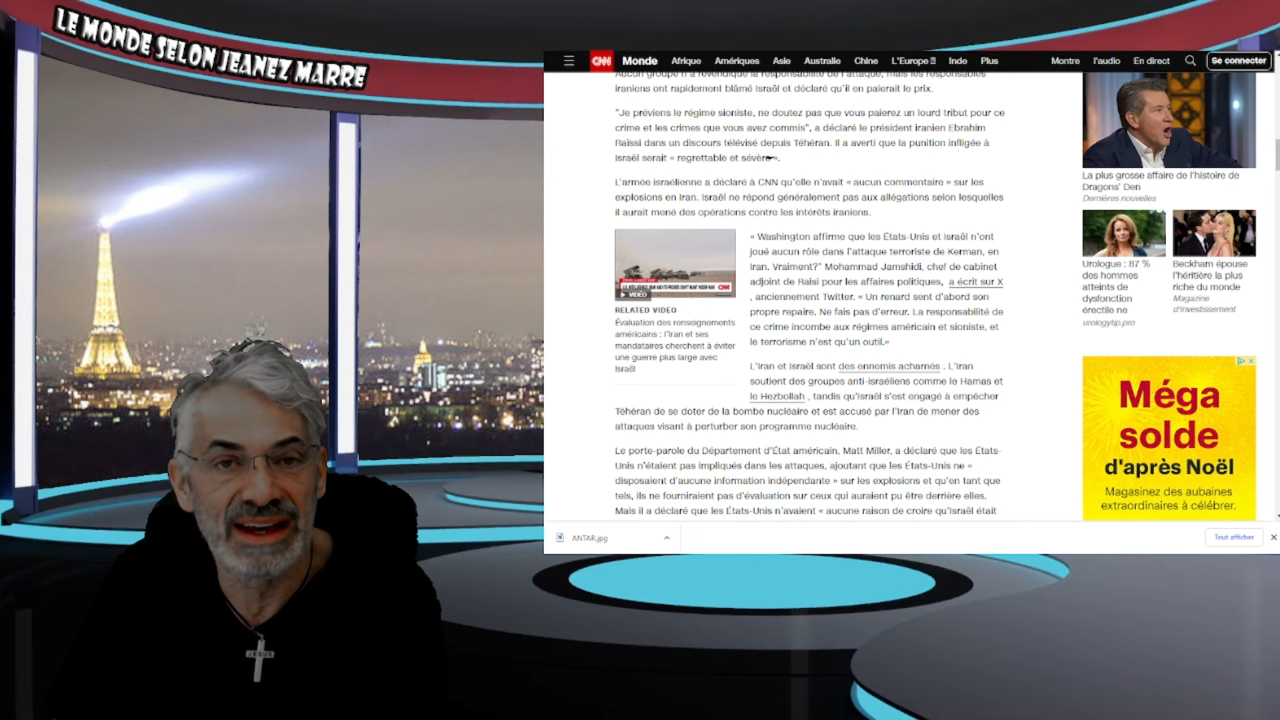 LE MONDE SELON JEANEZ MARRE
CNN Monde Afrique Amériques Asie Australie Chine L'Europe Inde Plus Montre l'audio En direct Se connecter
Aucun groupe n'a revendiqué la responsabilité de l'attaque, mais les responsables
iraniens ont rapidement blâmé Israël et déclaré qu'il en paierait le prix.
"Je préviens le régime sioniste, ne doutez pas que vous paierez un lourd tribut pour ce
crime et les crimes que vous avez commis", a déclaré le président iranien Ebrahim
Raïssi dans un discours télévisé depuis Téhéran. Il a averti que la punition infligée à
Israël serait « regrettable et sévère ».
L'armée israélienne a déclaré à CNN qu'elle n'avait « aucun commentaire » sur les
explosions en Iran. Israël ne répond généralement pas aux allégations selon lesquelles
il aurait mené des opérations contre les intérêts iraniens.
CNN
VIDÉO
RELATED VIDEO
Évaluation des renseignements
américains : l'Iran et ses
mandataires cherchent à éviter
une guerre plus large avec
Israël
« Washington affirme que les États-Unis et Israël n'ont
joué aucun rôle dans l'attaque terroriste de Kerman, en
Iran. Vraiment?" Mohammad Jamshidi, chef de cabinet
adjoint de Raïsi pour les affaires politiques, a écrit sur X
, anciennement Twitter. « Un renard sent d'abord son
propre repaire. Ne fais pas d'erreur. La responsabilité de
ce crime incombe aux régimes américain et sioniste, et
le terrorisme n'est qu'un outil.»
L'Iran et Israël sont des ennemis acharnés . L'Iran
soutient des groupes anti-israéliens comme le Hamas et
le Hezbollah , tandis qu'Israël s'est engagé à empêcher
Téhéran de se doter de la bombe nucléaire et est accusé par l'Iran de mener des
attaques visant à perturber son programme nucléaire.
Le porte-parole du Département d'État américain, Matt Miller, a déclaré que les États-
Unis n'étaient pas impliqués dans les attaques, ajoutant que les États-Unis ne «
disposaient d'aucune information indépendante » sur les explosions et qu'en tant que
tels, ils ne fourniraient pas d'évaluation sur ceux qui auraient pu être derrière elles.
Mais il a déclaré que les États-Unis n'avaient « aucune raison de croire qu'Israël était
La plus grosse affaire de l'histoire de
Dragons' Den
Dernières nouvelles
Urologue : 87 %
des hommes
atteints de
dysfonction
érectile ne
urologytip.pro
Beckham épouse
l'héritière la plus
riche du monde
Magazine
d'investissement
Méga
solde
d'après Noël
Magasinez des aubaines
extraordinaires à célébrer.
ANTAR.jpg
Tout afficher
JESUS